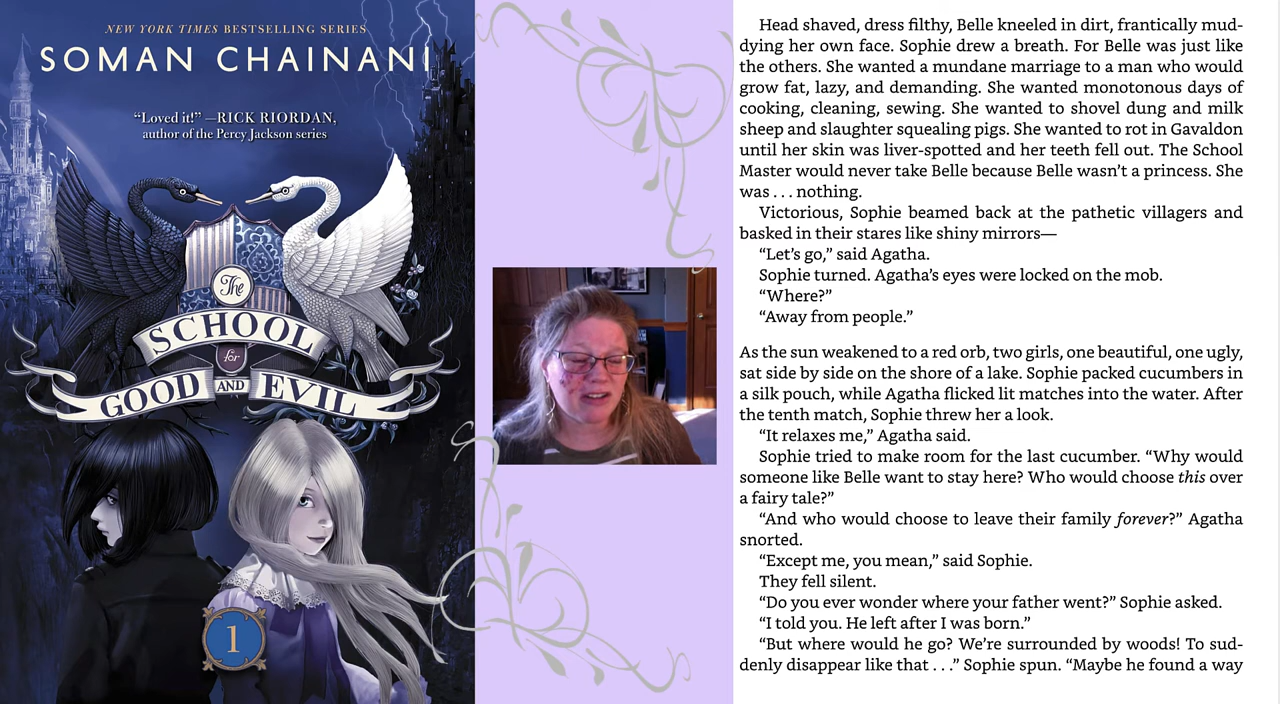 NEW YORK TIMES BESTSELLING SERIES
SOMAN CHAINANI
“Loved it!” —RICK RIORDAN,
author of the Percy Jackson series
The
SCHOOL
for
GOOD AND EVIL
1
Head shaved, dress filthy, Belle kneeled in dirt, frantically mud-
dying her own face. Sophie drew a breath. For Belle was just like
the others. She wanted a mundane marriage to a man who would
grow fat, lazy, and demanding. She wanted monotonous days of
cooking, cleaning, sewing. She wanted to shovel dung and milk
sheep and slaughter squealing pigs. She wanted to rot in Gavaldon
until her skin was liver-spotted and her teeth fell out. The School
Master would never take Belle because Belle wasn’t a princess. She
was . . . nothing.
Victorious, Sophie beamed back at the pathetic villagers and
basked in their stares like shiny mirrors—
“Let’s go,” said Agatha.
Sophie turned. Agatha’s eyes were locked on the mob.
“Where?”
“Away from people.”
As the sun weakened to a red orb, two girls, one beautiful, one ugly,
sat side by side on the shore of a lake. Sophie packed cucumbers in
a silk pouch, while Agatha flicked lit matches into the water. After
the tenth match, Sophie threw her a look.
“It relaxes me,” Agatha said.
Sophie tried to make room for the last cucumber. “Why would
someone like Belle want to stay here? Who would choose this over
a fairy tale?”
“And who would choose to leave their family forever?” Agatha
snorted.
“Except me, you mean,” said Sophie.
They fell silent.
“Do you ever wonder where your father went?” Sophie asked.
“I told you. He left after I was born.”
“But where would he go? We’re surrounded by woods! To sud-
denly disappear like that . . .” Sophie spun. “Maybe he found a way